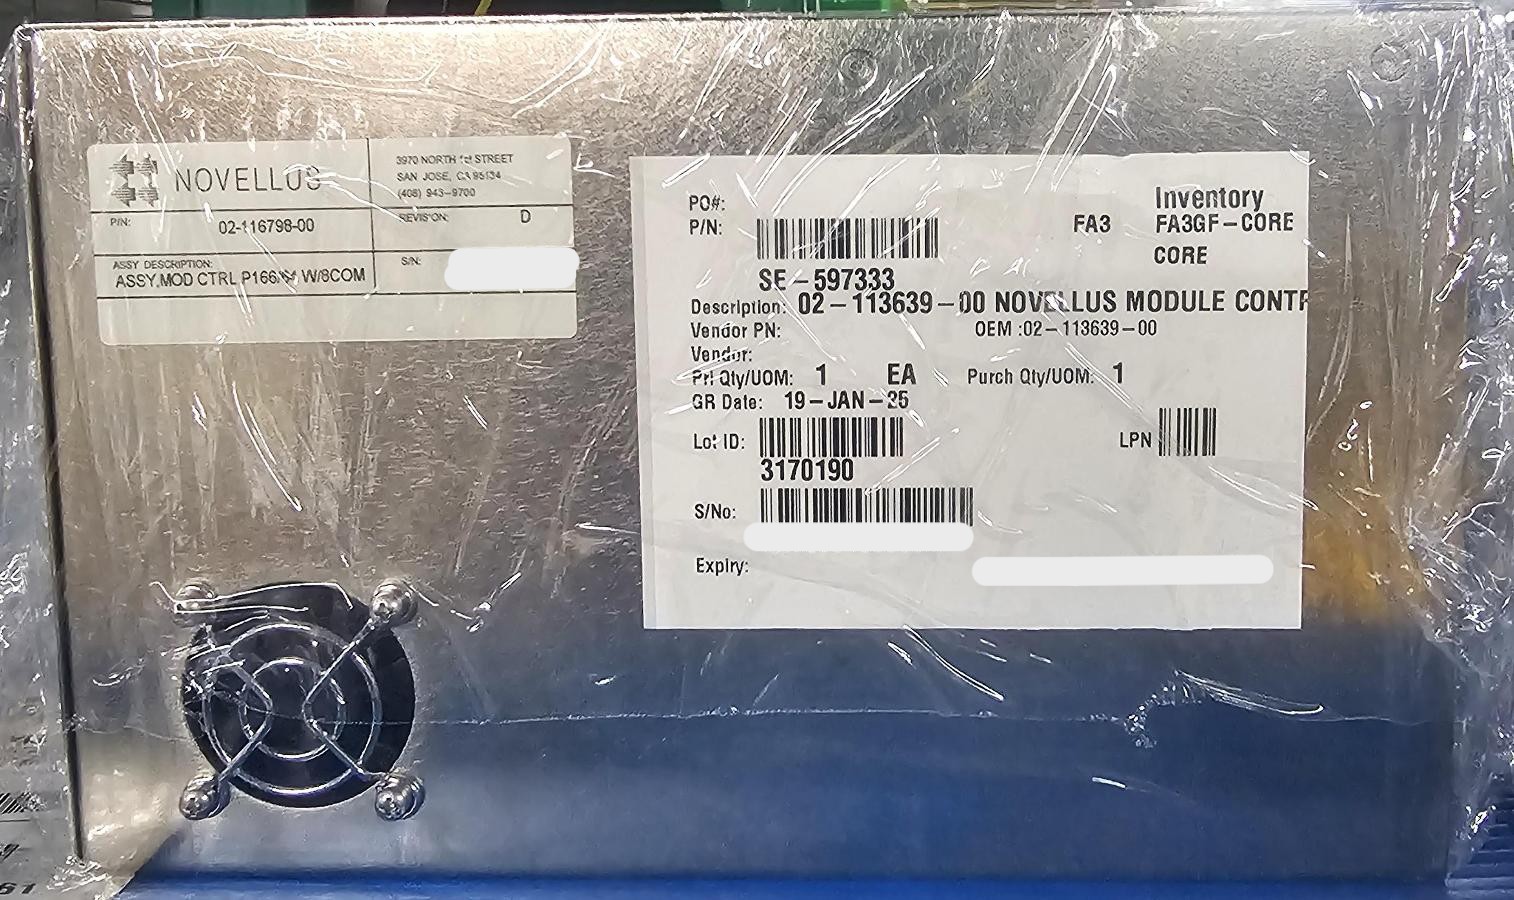 NOVELLUS
3970 NORTH 1st STREET
SAN JOSE, CA 95134
(408) 943-9700
P/N:
02-116798-00
REVISION:
D
ASSY DESCRIPTION:
ASSY,MOD CTRL P166 W/8COM
S/N:
PO#:
P/N:
SE-597333
FA3
Inventory
FA3GF-CORE
CORE
Description: 02-113639-00 NOVELLUS MODULE CONTR
Vendor PN:
OEM :02-113639-00
Vendor:
Pri Qty/UOM: 1 EA Purch Qty/UOM: 1
GR Date: 19-JAN-25
Lot ID:
3170190
LPN
S/No:
Expiry:
61